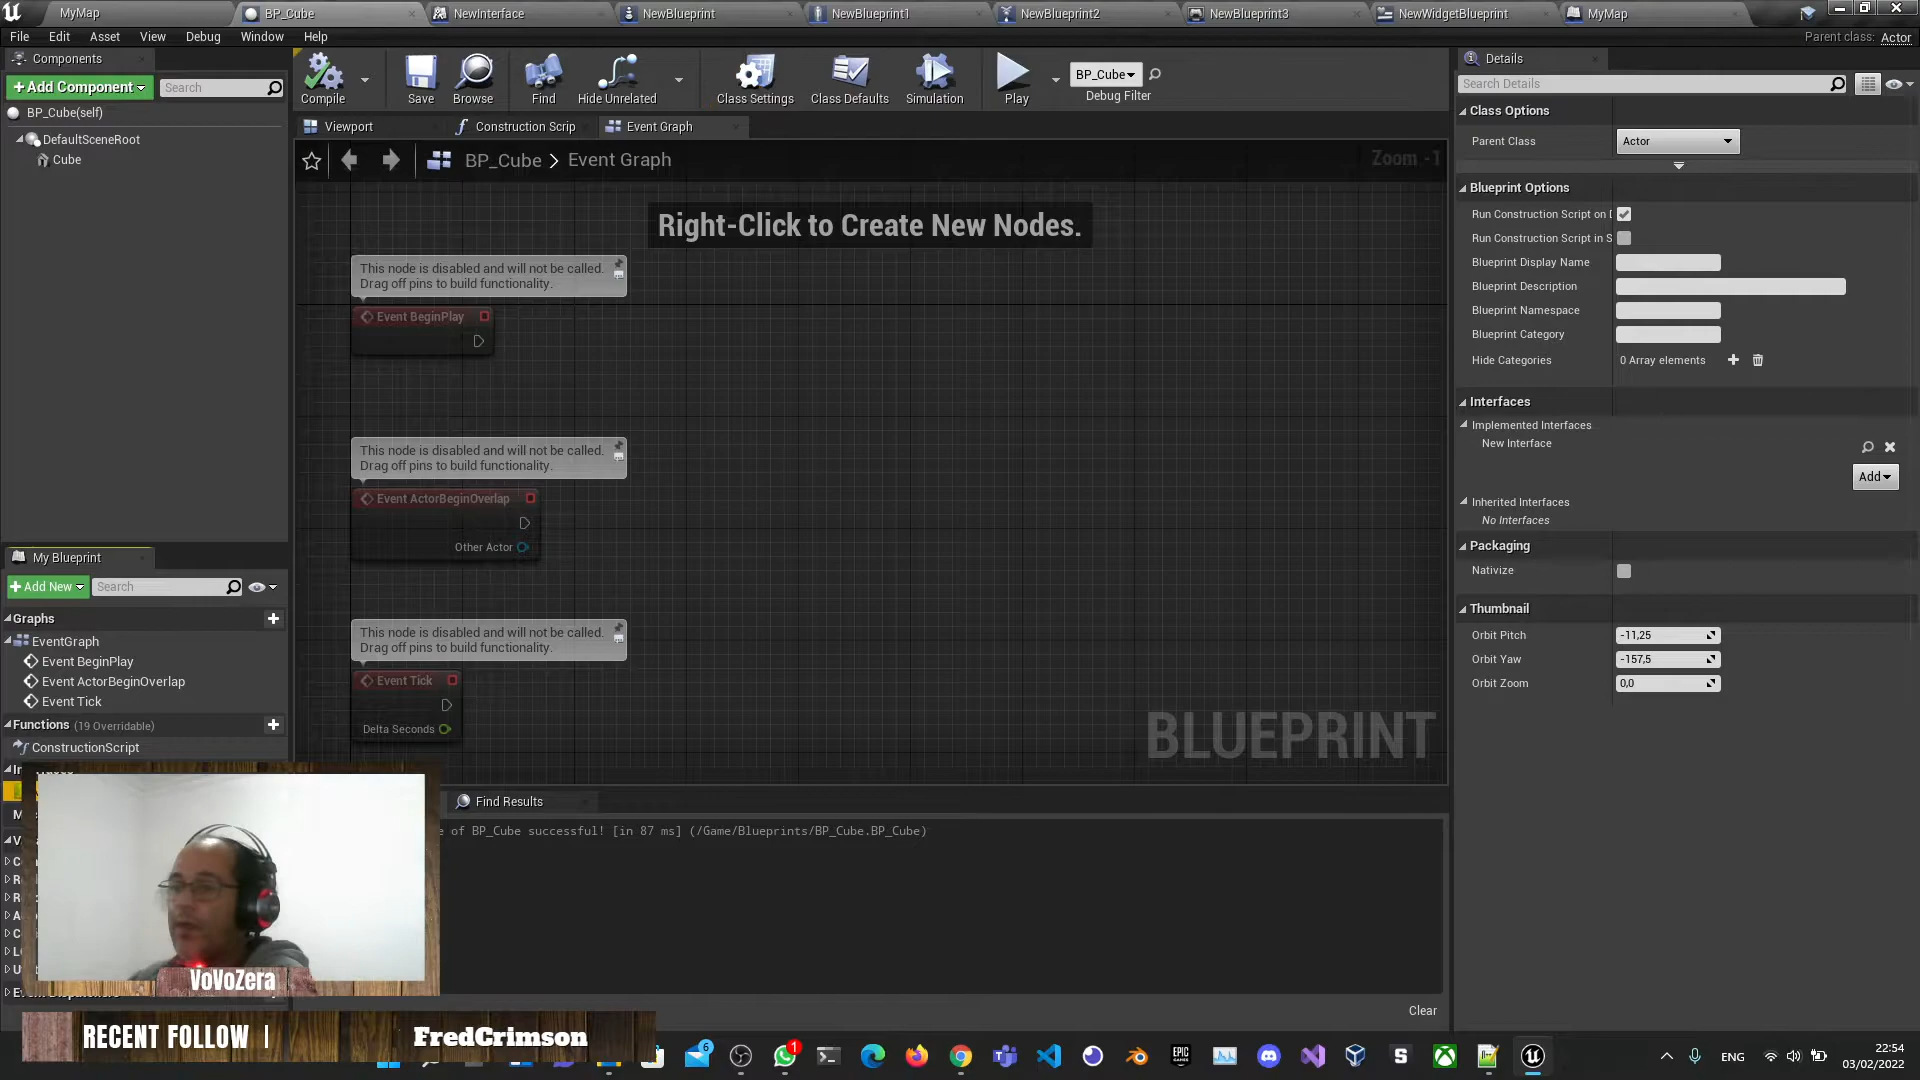 MyMap
BP_Cube
NewInterface
NewBlueprint
NewBlueprint1
NewBlueprint2
NewBlueprint3
NewWidgetBlueprint
MyMap
File
Edit
Asset
View
Debug
Window
Help
Parent class: Actor
Components
Add Component
Search
BP_Cube(self)
DefaultSceneRoot
Cube
Compile
Save
Browse
Find
Hide Unrelated
Class Settings
Class Defaults
Simulation
Play
BP_Cube
Debug Filter
Viewport
Construction Scrip
Event Graph
BP_Cube > Event Graph
Zoom -1
Right-Click to Create New Nodes.
This node is disabled and will not be called.
Drag off pins to build functionality.
Event BeginPlay
This node is disabled and will not be called.
Drag off pins to build functionality.
Event ActorBeginOverlap
Other Actor
This node is disabled and will not be called.
Drag off pins to build functionality.
Event Tick
Delta Seconds
BLUEPRINT
My Blueprint
Add New
Search
Graphs
EventGraph
Event BeginPlay
Event ActorBeginOverlap
Event Tick
Functions (19 Overridable)
ConstructionScript
Find Results
e of BP_Cube successful! [in 87 ms] (/Game/Blueprints/BP_Cube.BP_Cube)
Clear
Details
Search Details
Class Options
Parent Class
Actor
Blueprint Options
Run Construction Script on D
Run Construction Script in S
Blueprint Display Name
Blueprint Description
Blueprint Namespace
Blueprint Category
Hide Categories
0 Array elements
Interfaces
Implemented Interfaces
New Interface
Add
Inherited Interfaces
No Interfaces
Packaging
Nativize
Thumbnail
Orbit Pitch
-11,25
Orbit Yaw
-157,5
Orbit Zoom
0,0
VoVoZera
RECENT FOLLOW |
FredCrimson
6
1
EPIC
GAMES
ENG
22:54
03/02/2022